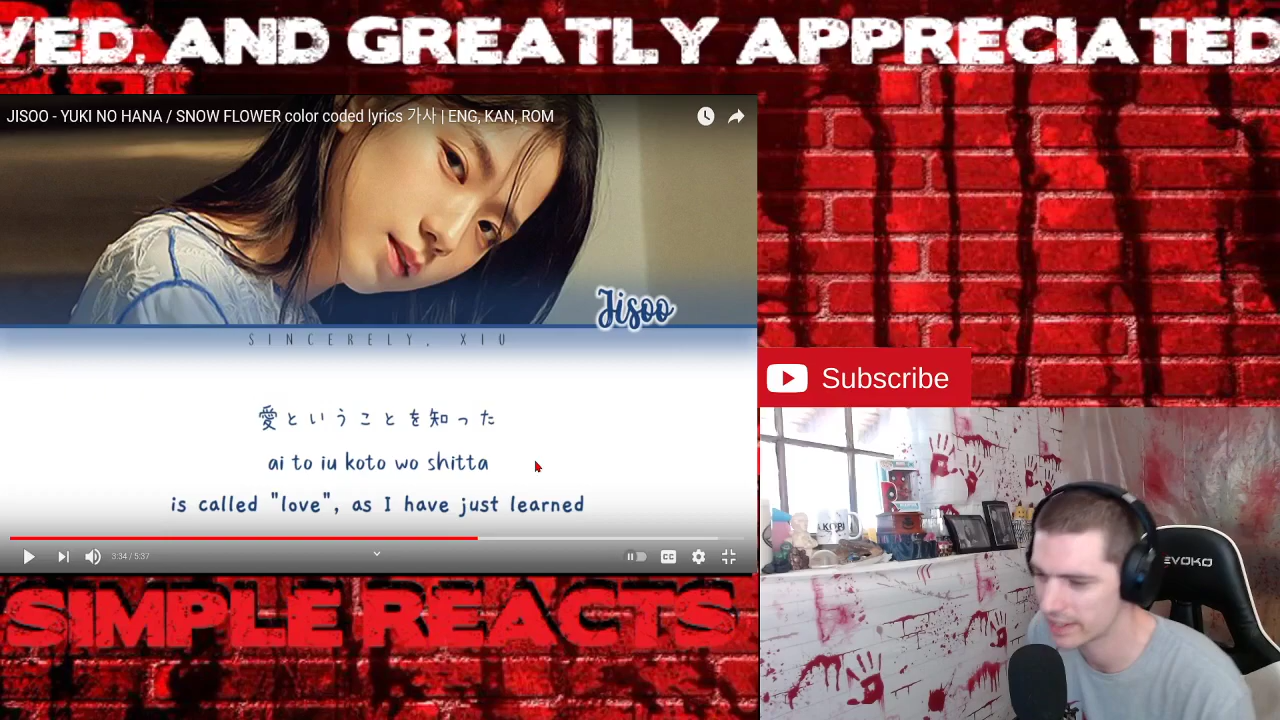 VED, AND GREATLY APPRECIATED
JISOO - YUKI NO HANA / SNOW FLOWER color coded lyrics 가사 | ENG, KAN, ROM
Jisoo
SINCERELY, XIU
愛ということを知った
ai to iu koto wo shitta
is called "love", as I have just learned
3:34 / 5:37
CC
Subscribe
EVOKO
SIMPLE REACTS